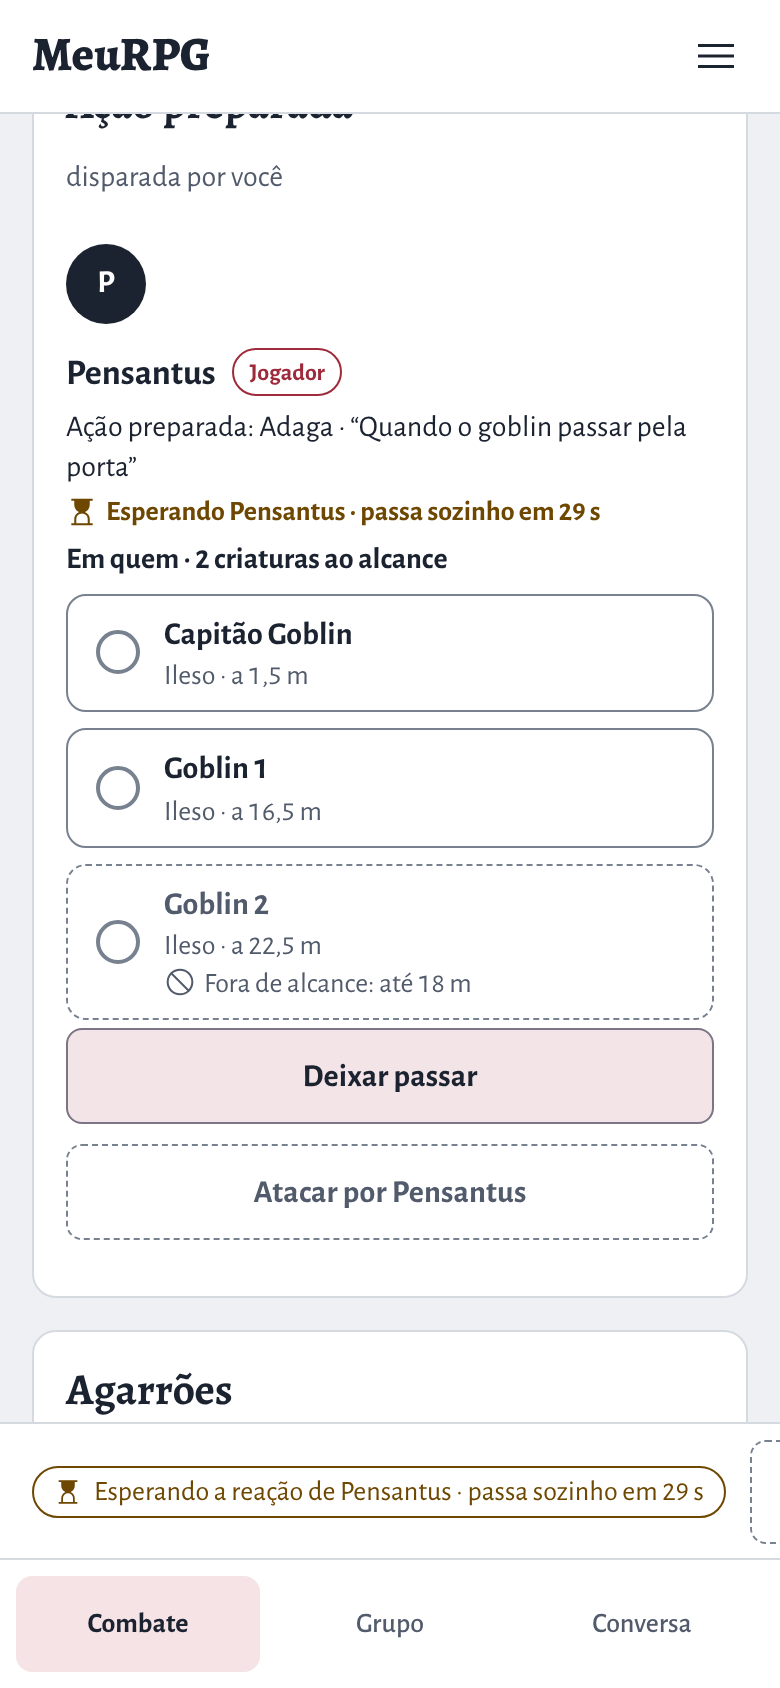 MeuRPG
Ação preparada
disparada por você
P
Pensantus Jogador
Ação preparada: Adaga · “Quando o goblin passar pela
porta”
Esperando Pensantus · passa sozinho em 29 s
Em quem · 2 criaturas ao alcance
Capitão Goblin
Ileso · a 1,5 m
Goblin 1
Ileso · a 16,5 m
Goblin 2
Ileso · a 22,5 m
Fora de alcance: até 18 m
Deixar passar
Atacar por Pensantus
Agarrões
Esperando a reação de Pensantus · passa sozinho em 29 s
Combate Grupo Conversa